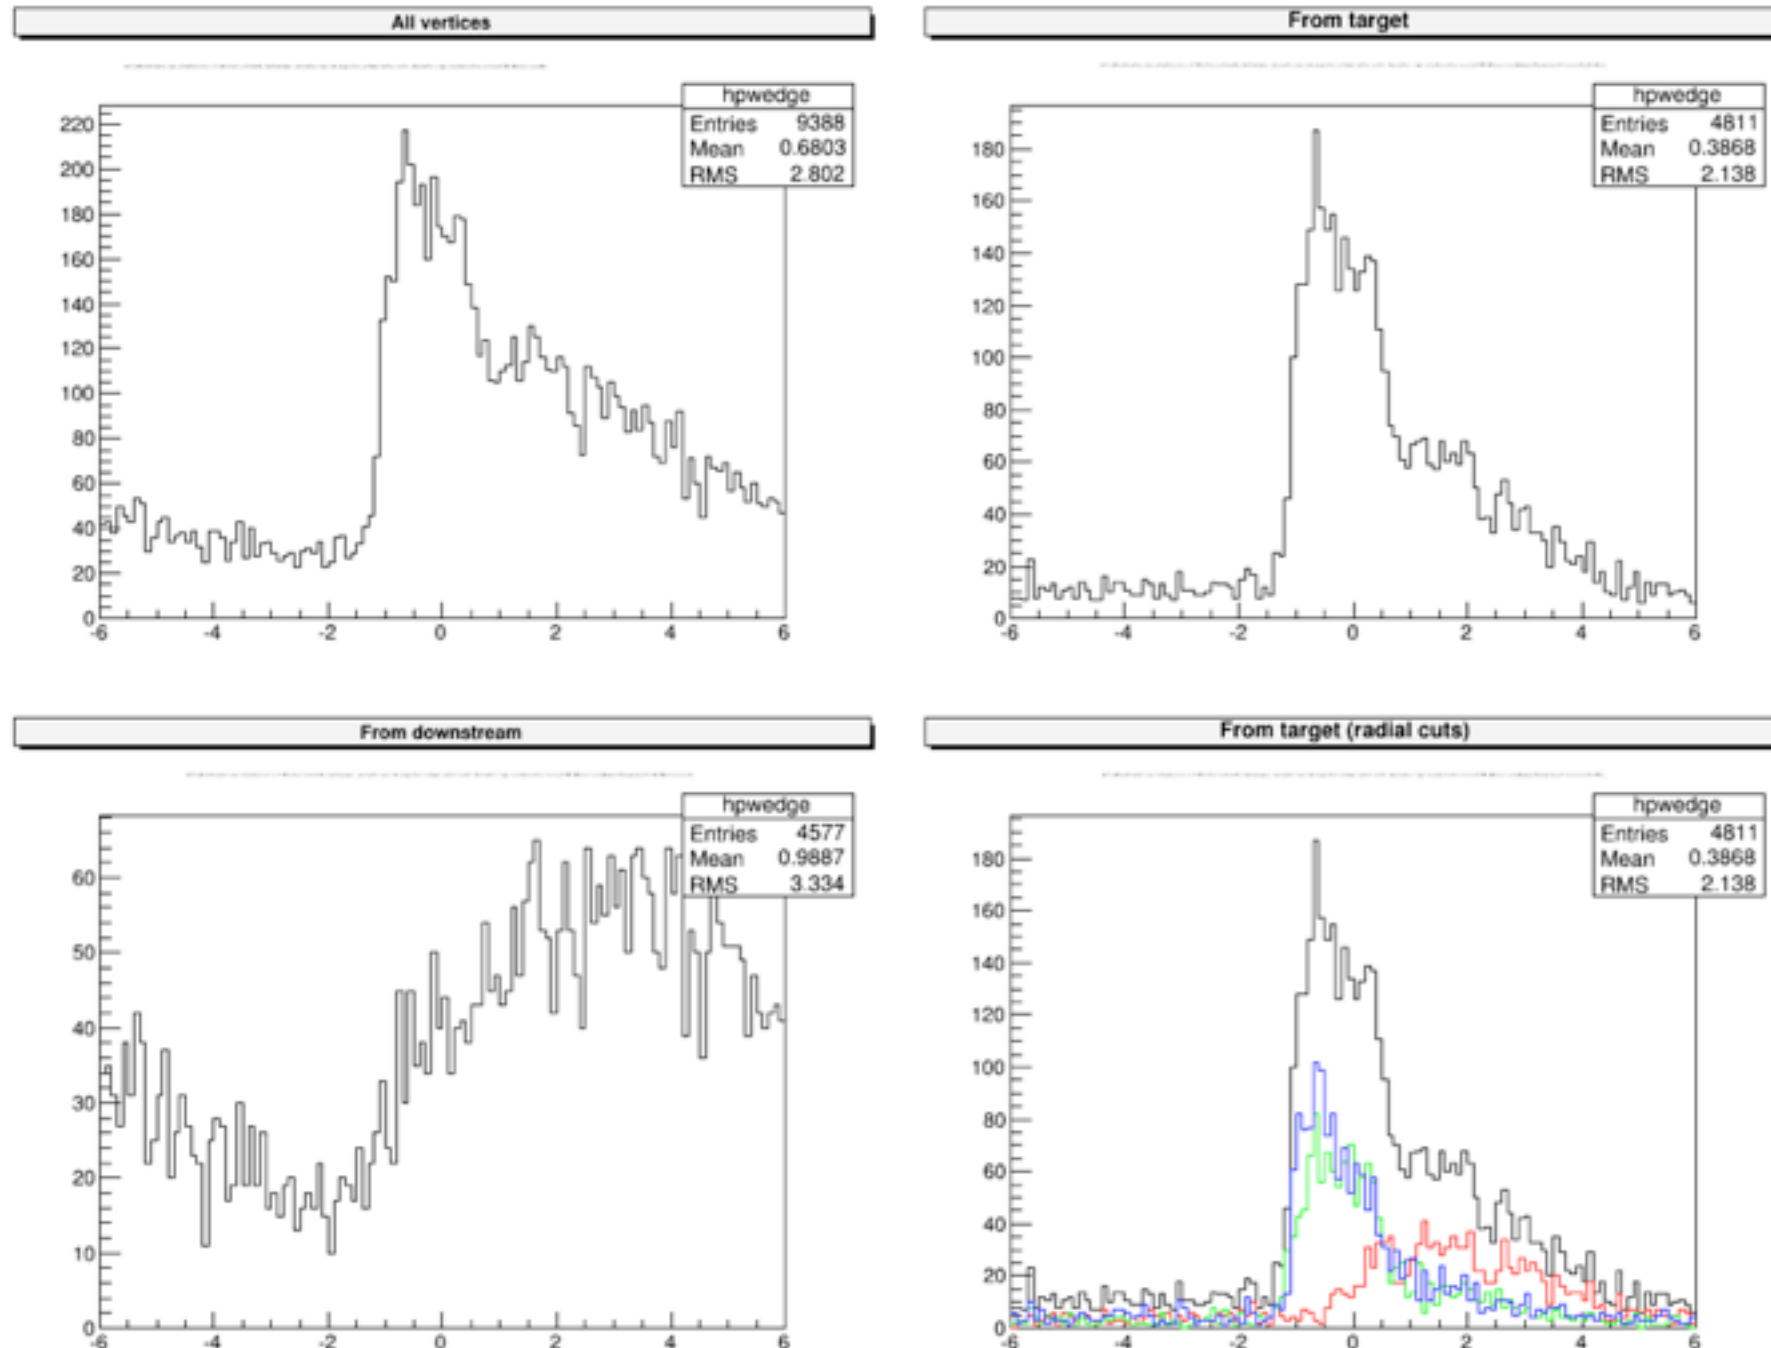 All vertices
hpwedge
Entries 9388
Mean 0.6803
RMS 2.802
220
200
180
160
140
120
100
80
60
40
20
0
-6 -4 -2 0 2 4 6
From target
hpwedge
Entries 4811
Mean 0.3868
RMS 2.138
180
160
140
120
100
80
60
40
20
0
-6 -4 -2 0 2 4 6
From downstream
hpwedge
Entries 4577
Mean 0.9887
RMS 3.334
60
50
40
30
20
10
0
-6 -4 -2 0 2 4 6
From target (radial cuts)
hpwedge
Entries 4811
Mean 0.3868
RMS 2.138
180
160
140
120
100
80
60
40
20
0
-6 -4 -2 0 2 4 6